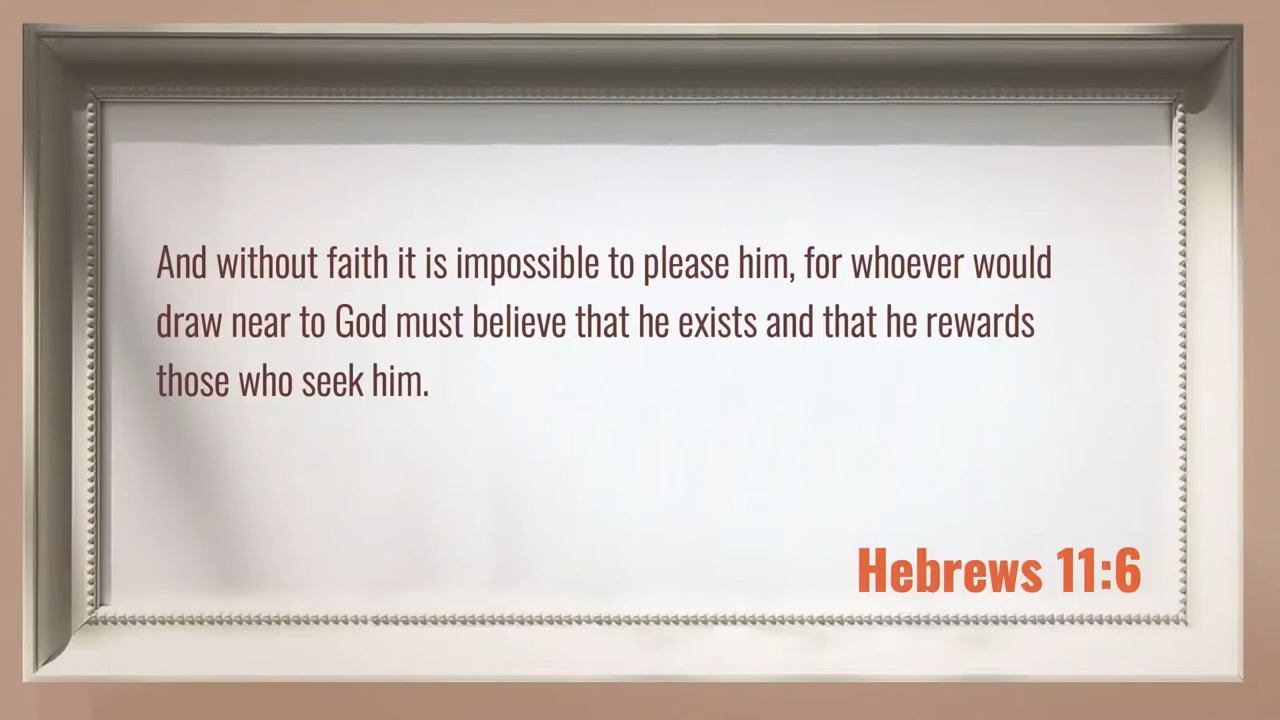 And without faith it is impossible to please him, for whoever would
draw near to God must believe that he exists and that he rewards
those who seek him.
Hebrews 11:6